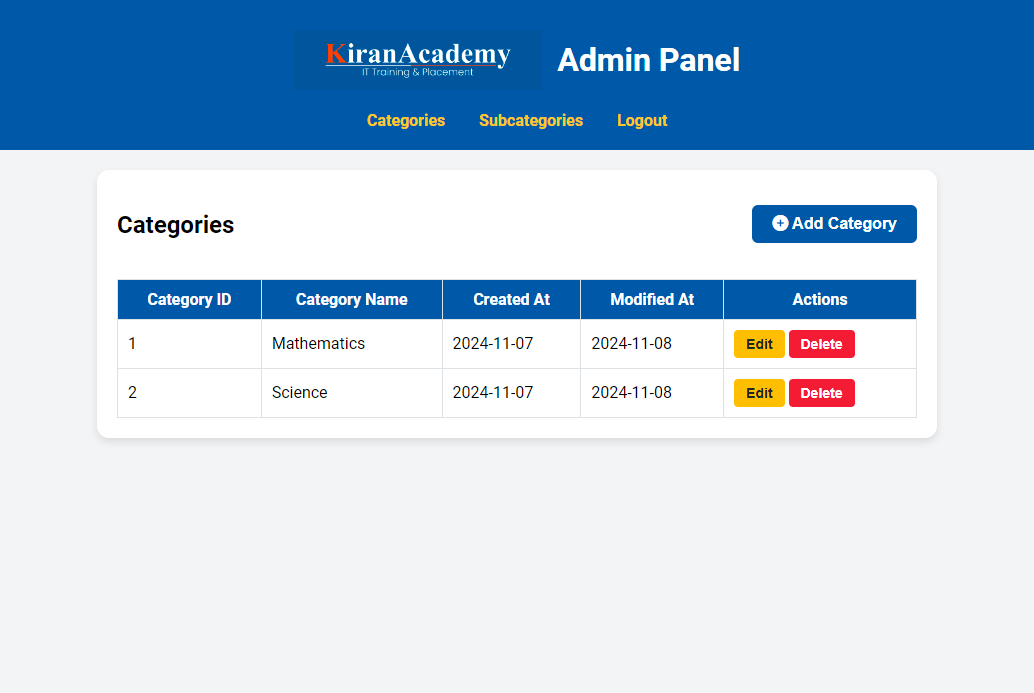 KiranAcademy
IT Training & Placement
Admin Panel
Categories Subcategories Logout
Categories
Add Category
Category ID Category Name Created At Modified At Actions
1 Mathematics 2024-11-07 2024-11-08 Edit Delete
2 Science 2024-11-07 2024-11-08 Edit Delete